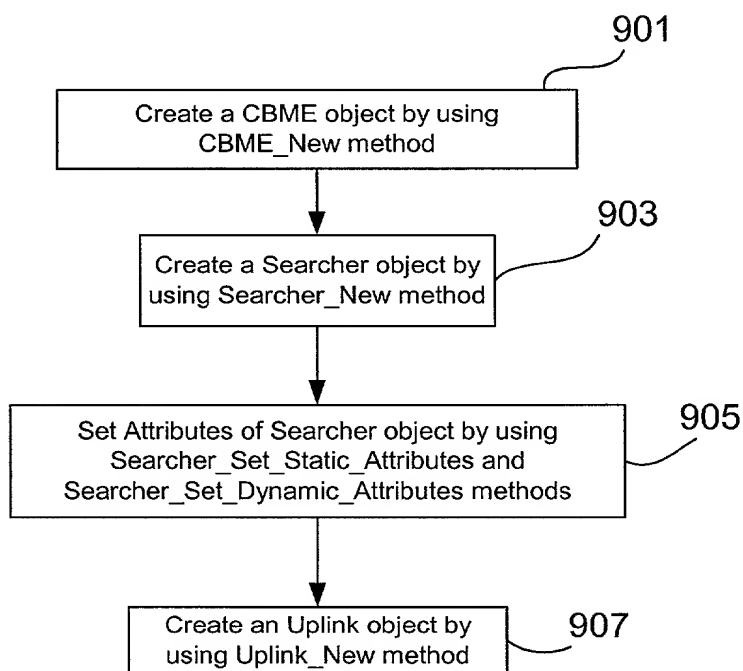 901
Create a CBME object by using
CBME_New method
903
Create a Searcher object by
using Searcher_New method
905
Set Attributes of Searcher object by using
Searcher_Set_Static_Attributes and
Searcher_Set_Dynamic_Attributes methods
Create an Uplink object by
using Uplink_New method
907